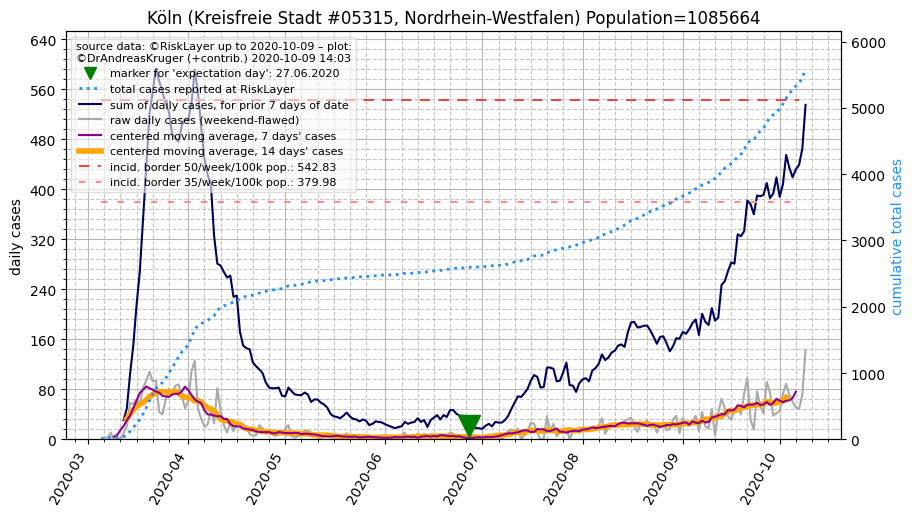 Köln (Kreisfreie Stadt #05315, Nordrhein-Westfalen) Population=1085664
source data: ©RiskLayer up to 2020-10-09 – plot:
©DrAndreasKruger (+contrib.) 2020-10-09 14:03
marker for 'expectation day': 27.06.2020
total cases reported at RiskLayer
sum of daily cases, for prior 7 days of date
raw daily cases (weekend-flawed)
centered moving average, 7 days' cases
centered moving average, 14 days' cases
incid. border 50/week/100k pop.: 542.83
incid. border 35/week/100k pop.: 379.98
daily cases
640
560
480
400
320
240
160
80
0
cumulative total cases
6000
5000
4000
3000
2000
1000
0
2020-03
2020-04
2020-05
2020-06
2020-07
2020-08
2020-09
2020-10